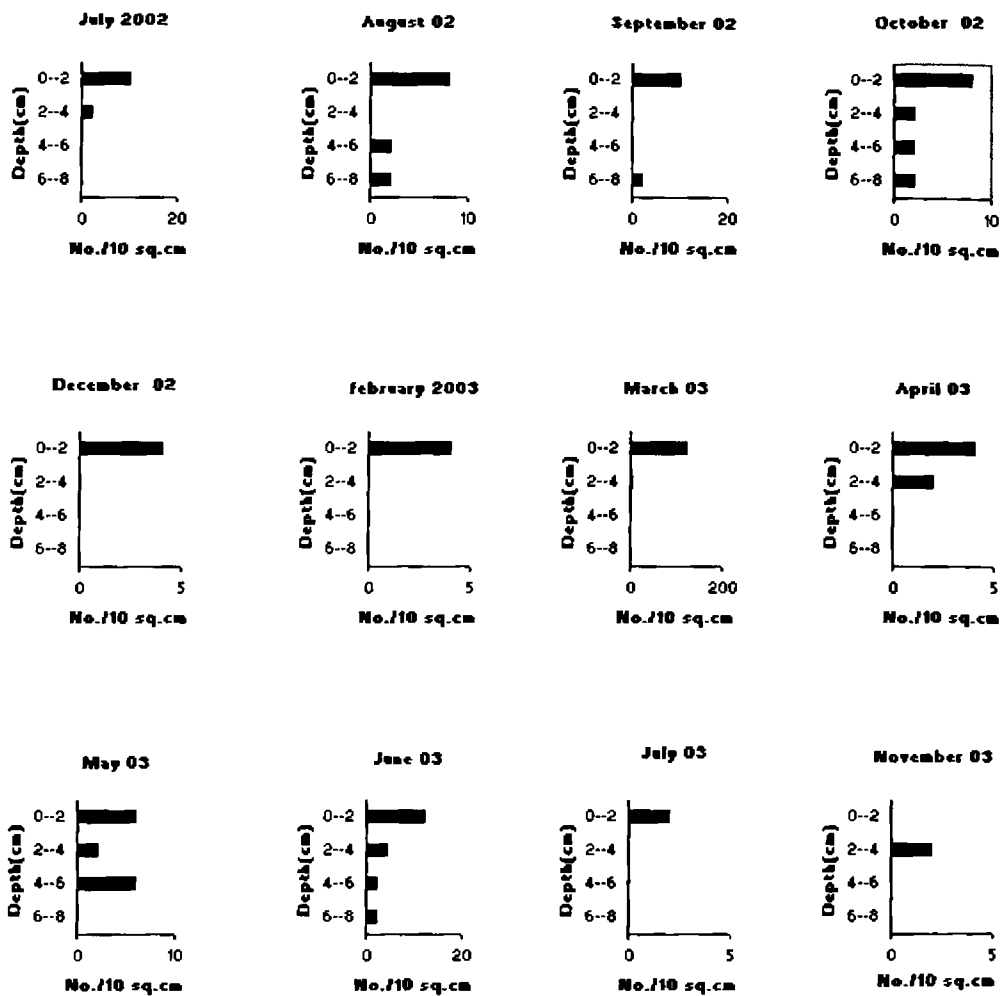 July 2002
August 02
September 02
October 02
Depth(cm)
0--2
2--4
4--6
6--8
0 20
No./10 sq.cm
Depth(cm)
0--2
2--4
4--6
6--8
0 10
No./10 sq.cm
Depth(cm)
0--2
2--4
4--6
6--8
0 20
No./10 sq.cm
Depth(cm)
0--2
2--4
4--6
6--8
0 10
No./10 sq.cm
December 02
february 2003
March 03
April 03
Depth(cm)
0--2
2--4
4--6
6--8
0 5
No./10 sq.cm
Depth(cm)
0--2
2--4
4--6
6--8
0 5
No./10 sq.cm
Depth(cm)
0--2
2--4
4--6
6--8
0 200
No./10 sq.cm
Depth(cm)
0--2
2--4
4--6
6--8
0 5
No./10 sq.cm
May 03
June 03
July 03
November 03
Depth(cm)
0--2
2--4
4--6
6--8
0 10
No./10 sq.cm
Depth(cm)
0--2
2--4
4--6
6--8
0 20
No./10 sq.cm
Depth(cm)
0--2
2--4
4--6
6--8
0 5
No./10 sq.cm
Depth(cm)
0--2
2--4
4--6
6--8
0 5
No./10 sq.cm